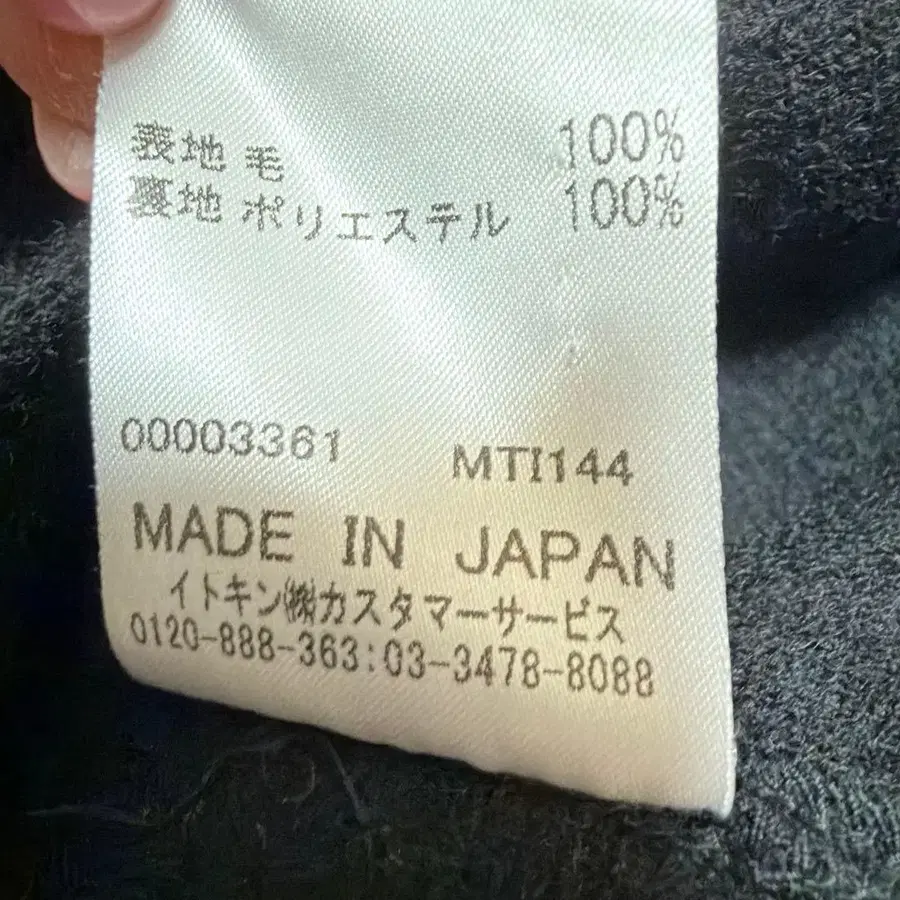 表地 毛 100%
裏地 ポリエステル 100%
00003361 MTI144
MADE IN JAPAN
イトキン㈱カスタマーサービス
0120-888-363:03-3478-8088